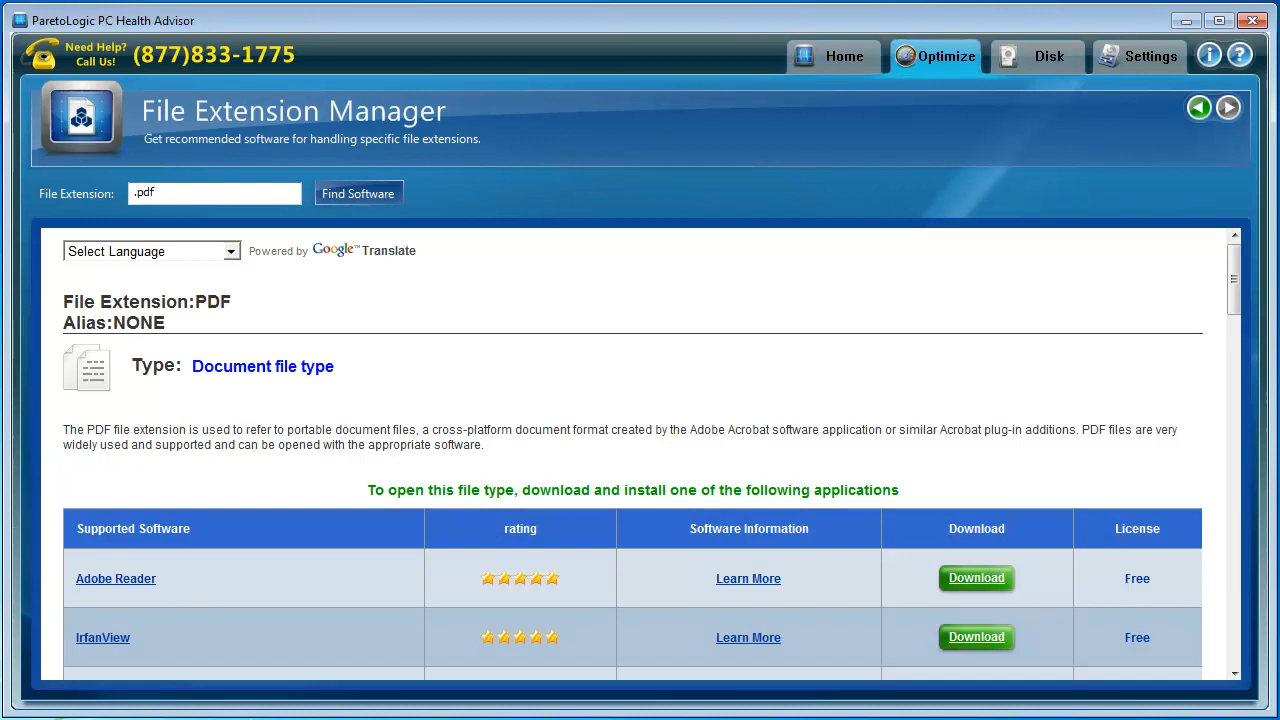 ParetoLogic PC Health Advisor
Need Help?
Call Us!
(877)833-1775
Home
Optimize
Disk
Settings
File Extension Manager
Get recommended software for handling specific file extensions.
File Extension: .pdf Find Software
Select Language Powered by Google™ Translate
File Extension:PDF
Alias:NONE
Type: Document file type
The PDF file extension is used to refer to portable document files, a cross-platform document format created by the Adobe Acrobat software application or similar Acrobat plug-in additions. PDF files are very
widely used and supported and can be opened with the appropriate software.
To open this file type, download and install one of the following applications
Supported Software rating Software Information Download License
Adobe Reader Learn More Download Free
IrfanView Learn More Download Free